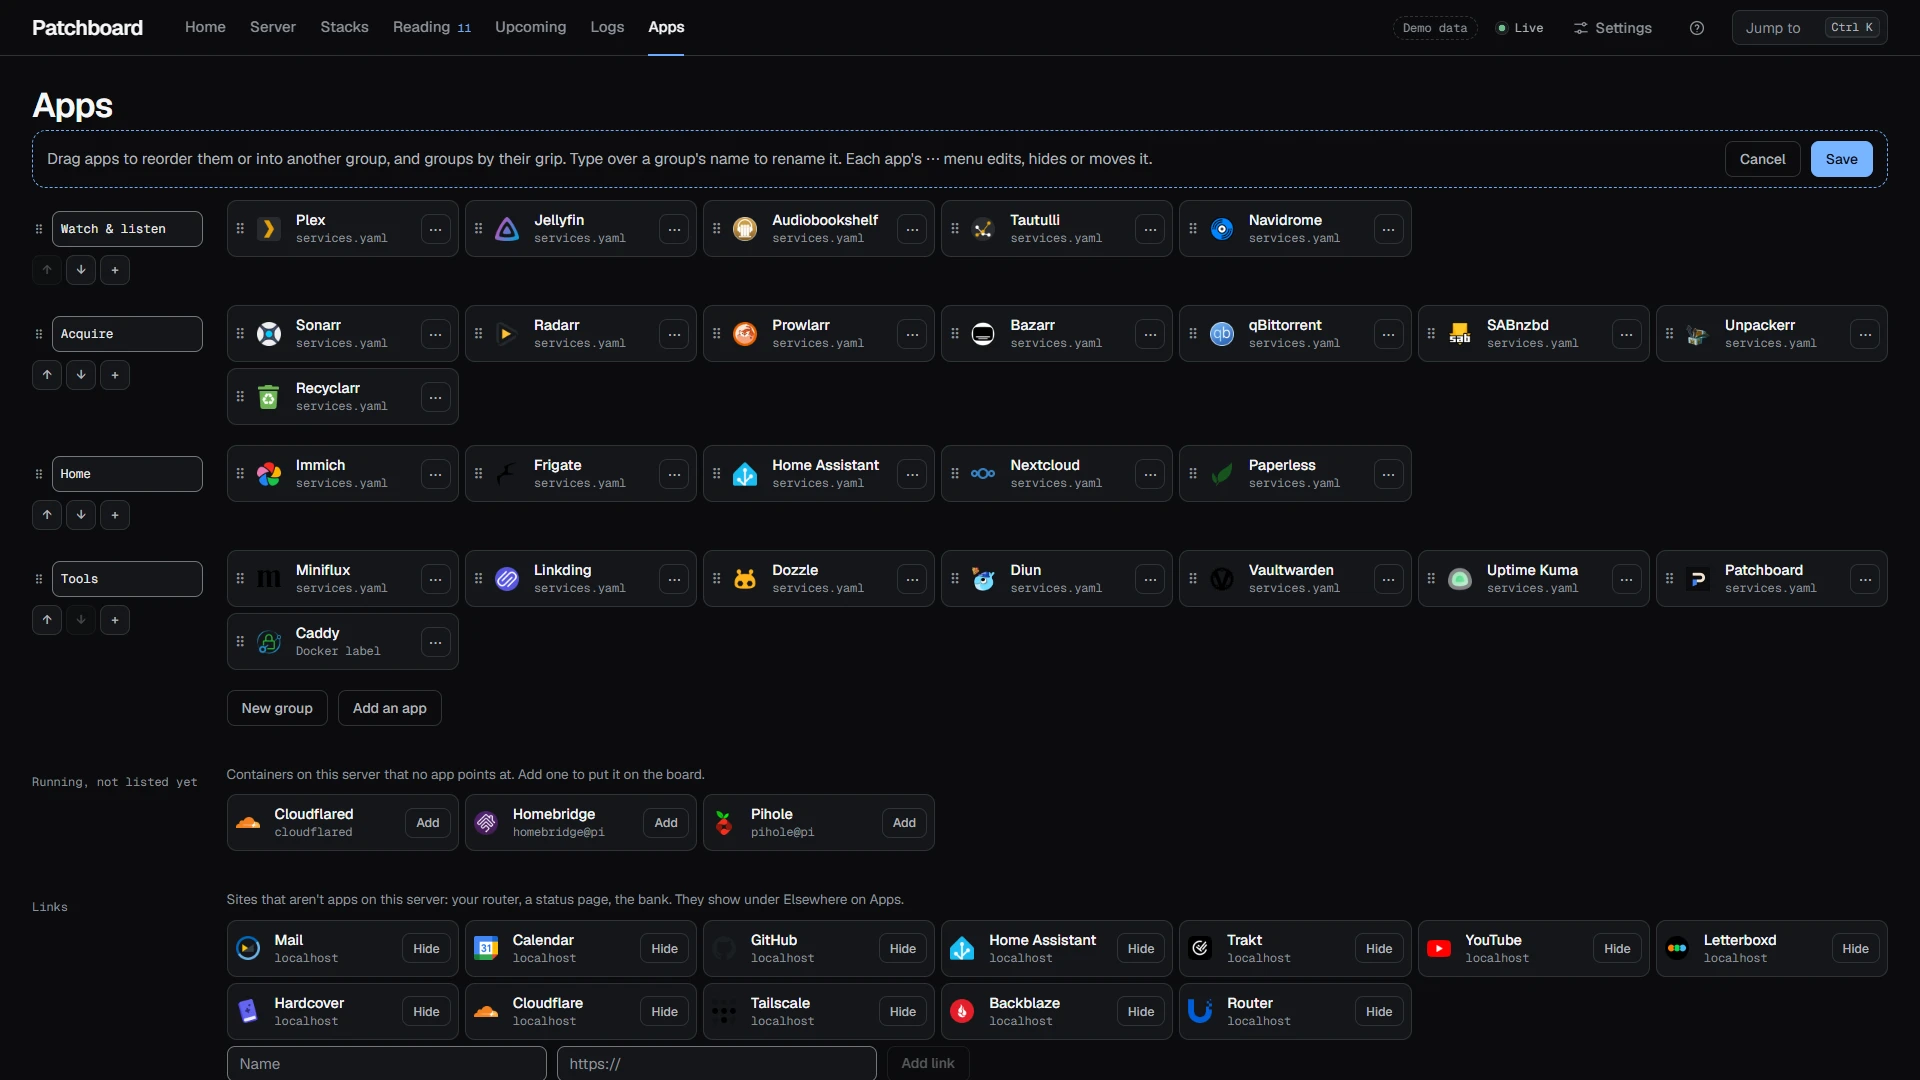 Patchboard
Home Server Stacks Reading 11 Upcoming Logs Apps
Demo data Live Settings Jump to Ctrl K
Apps
Drag apps to reorder them or into another group, and groups by their grip. Type over a group's name to rename it. Each app's ··· menu edits, hides or moves it.
Cancel Save
Watch & listen
Plex Jellyfin Audiobookshelf Tautulli Navidrome
services.yaml services.yaml services.yaml services.yaml services.yaml
Acquire
Sonarr Radarr Prowlarr Bazarr qBittorrent SABnzbd Unpackerr
services.yaml services.yaml services.yaml services.yaml services.yaml services.yaml services.yaml
Recyclarr
services.yaml
Home
Immich Frigate Home Assistant Nextcloud Paperless
services.yaml services.yaml services.yaml services.yaml services.yaml
Tools
Miniflux Linkding Dozzle Diun Vaultwarden Uptime Kuma Patchboard
services.yaml services.yaml services.yaml services.yaml services.yaml services.yaml services.yaml
Caddy
Docker label
New group Add an app
Running, not listed yet
Containers on this server that no app points at. Add one to put it on the board.
Cloudflared Add Homebridge Add Pihole Add
cloudflared homebridge@pi pihole@pi
Links
Sites that aren't apps on this server: your router, a status page, the bank. They show under Elsewhere on Apps.
Mail Hide Calendar Hide GitHub Hide Home Assistant Hide Trakt Hide YouTube Hide Letterboxd Hide
localhost localhost localhost localhost localhost localhost localhost
Hardcover Hide Cloudflare Hide Tailscale Hide Backblaze Hide Router Hide
localhost localhost localhost localhost localhost
Name https:// Add link